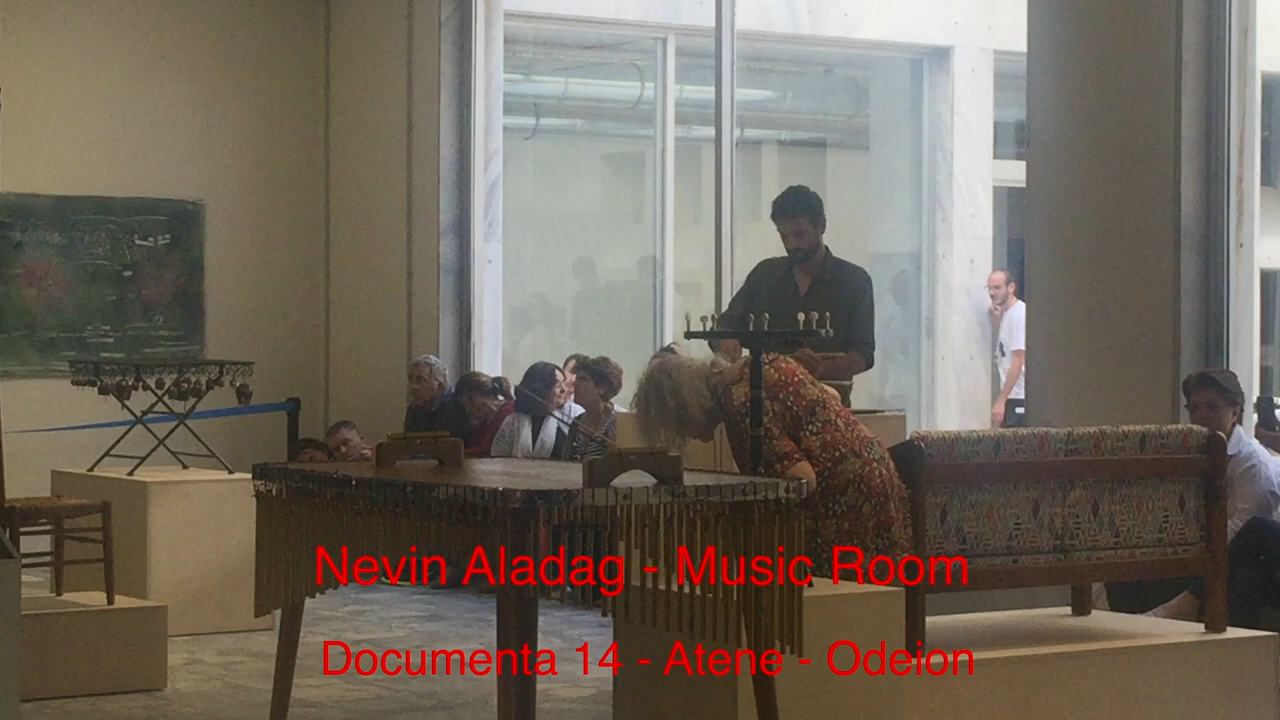 Nevin Aladag - Music Room
Documenta 14 - Atene - Odeion